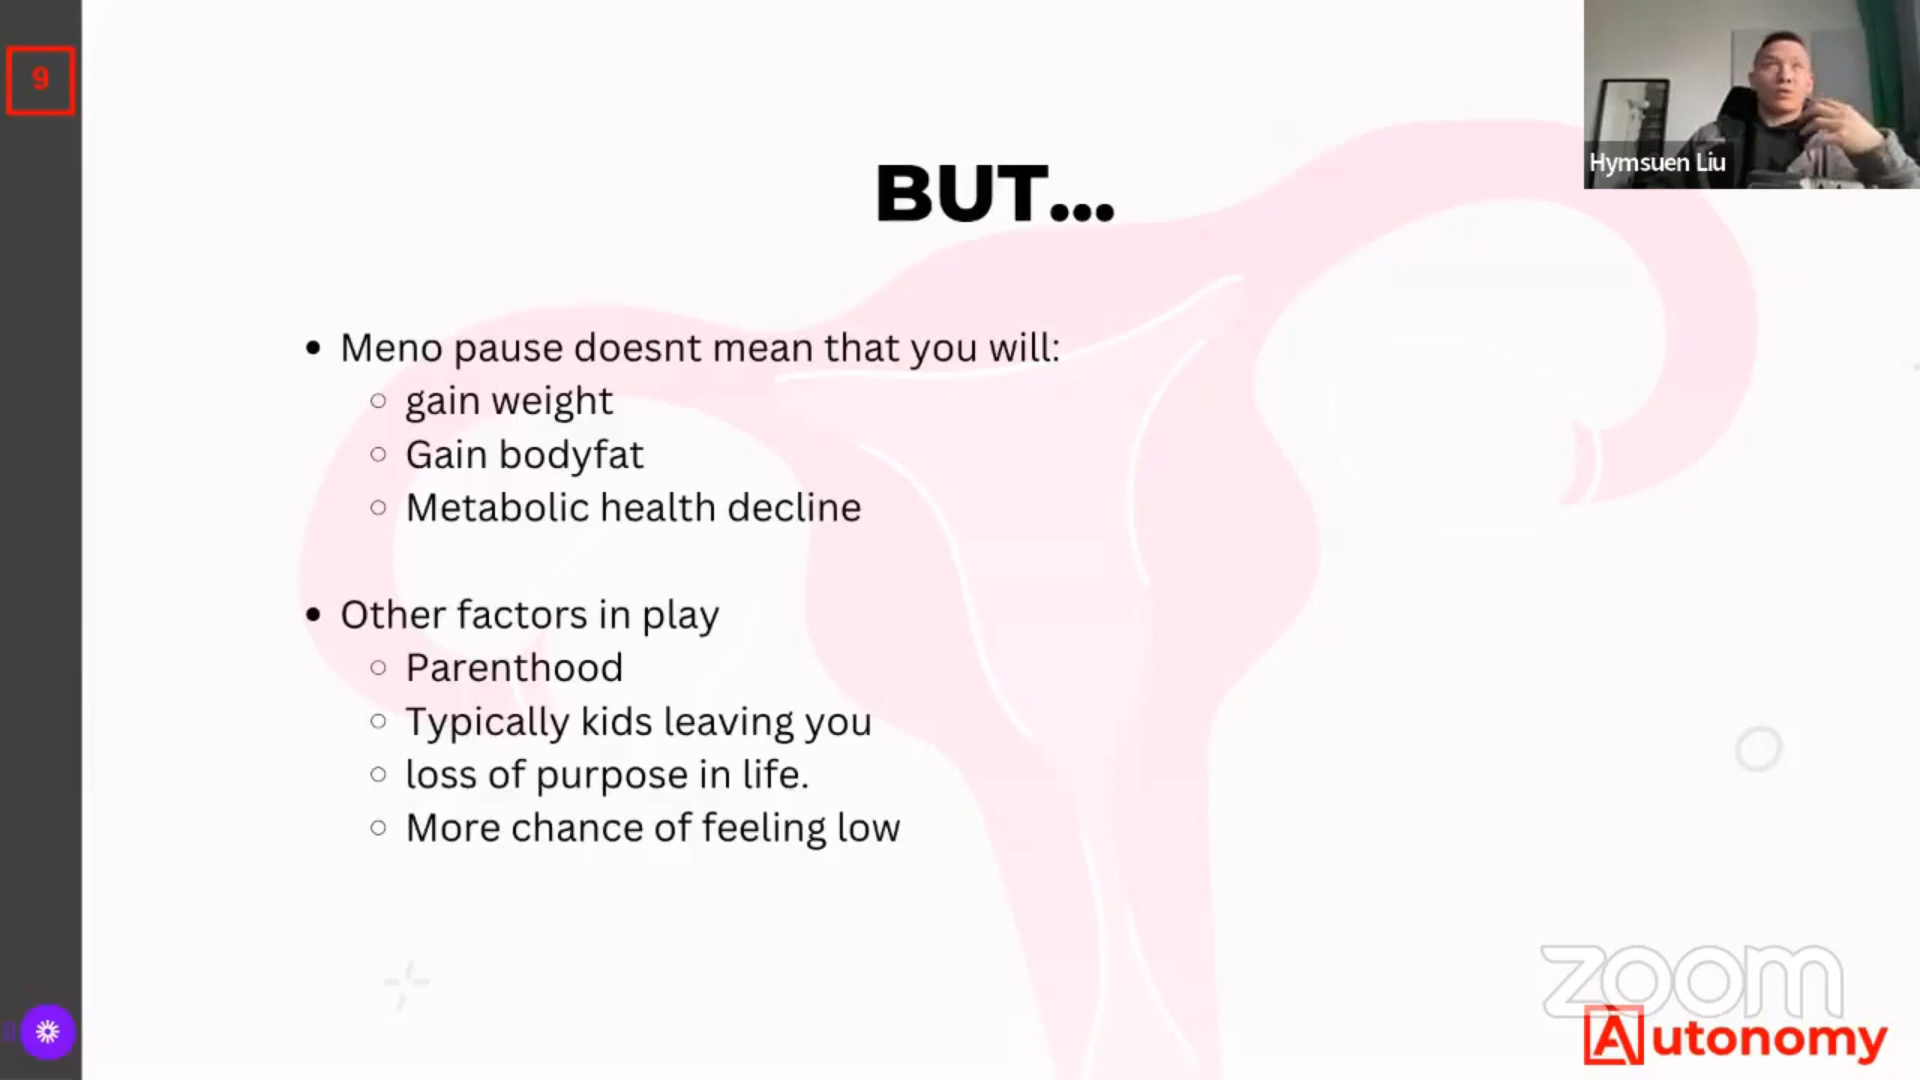 9
Hymsuen Liu
BUT...
• Meno pause doesnt mean that you will:
○ gain weight
○ Gain bodyfat
○ Metabolic health decline
• Other factors in play
○ Parenthood
○ Typically kids leaving you
○ loss of purpose in life.
○ More chance of feeling low
zoom
Autonomy